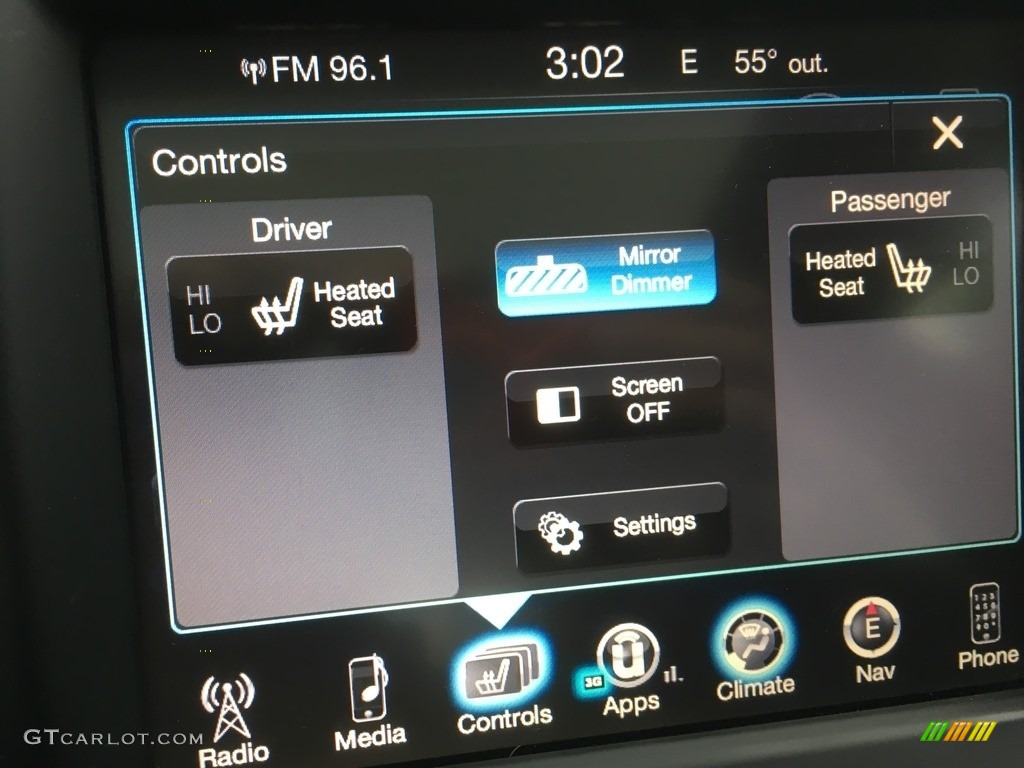 FM 96.1 3:02 E 55° out.
Controls X
Driver
HI
LO
Heated
Seat
Mirror
Dimmer
Screen
OFF
Settings
Passenger
Heated
Seat
HI
LO
Radio
Media
Controls
3G
Apps
Climate
E
Nav
Phone
GTCARLOT.COM